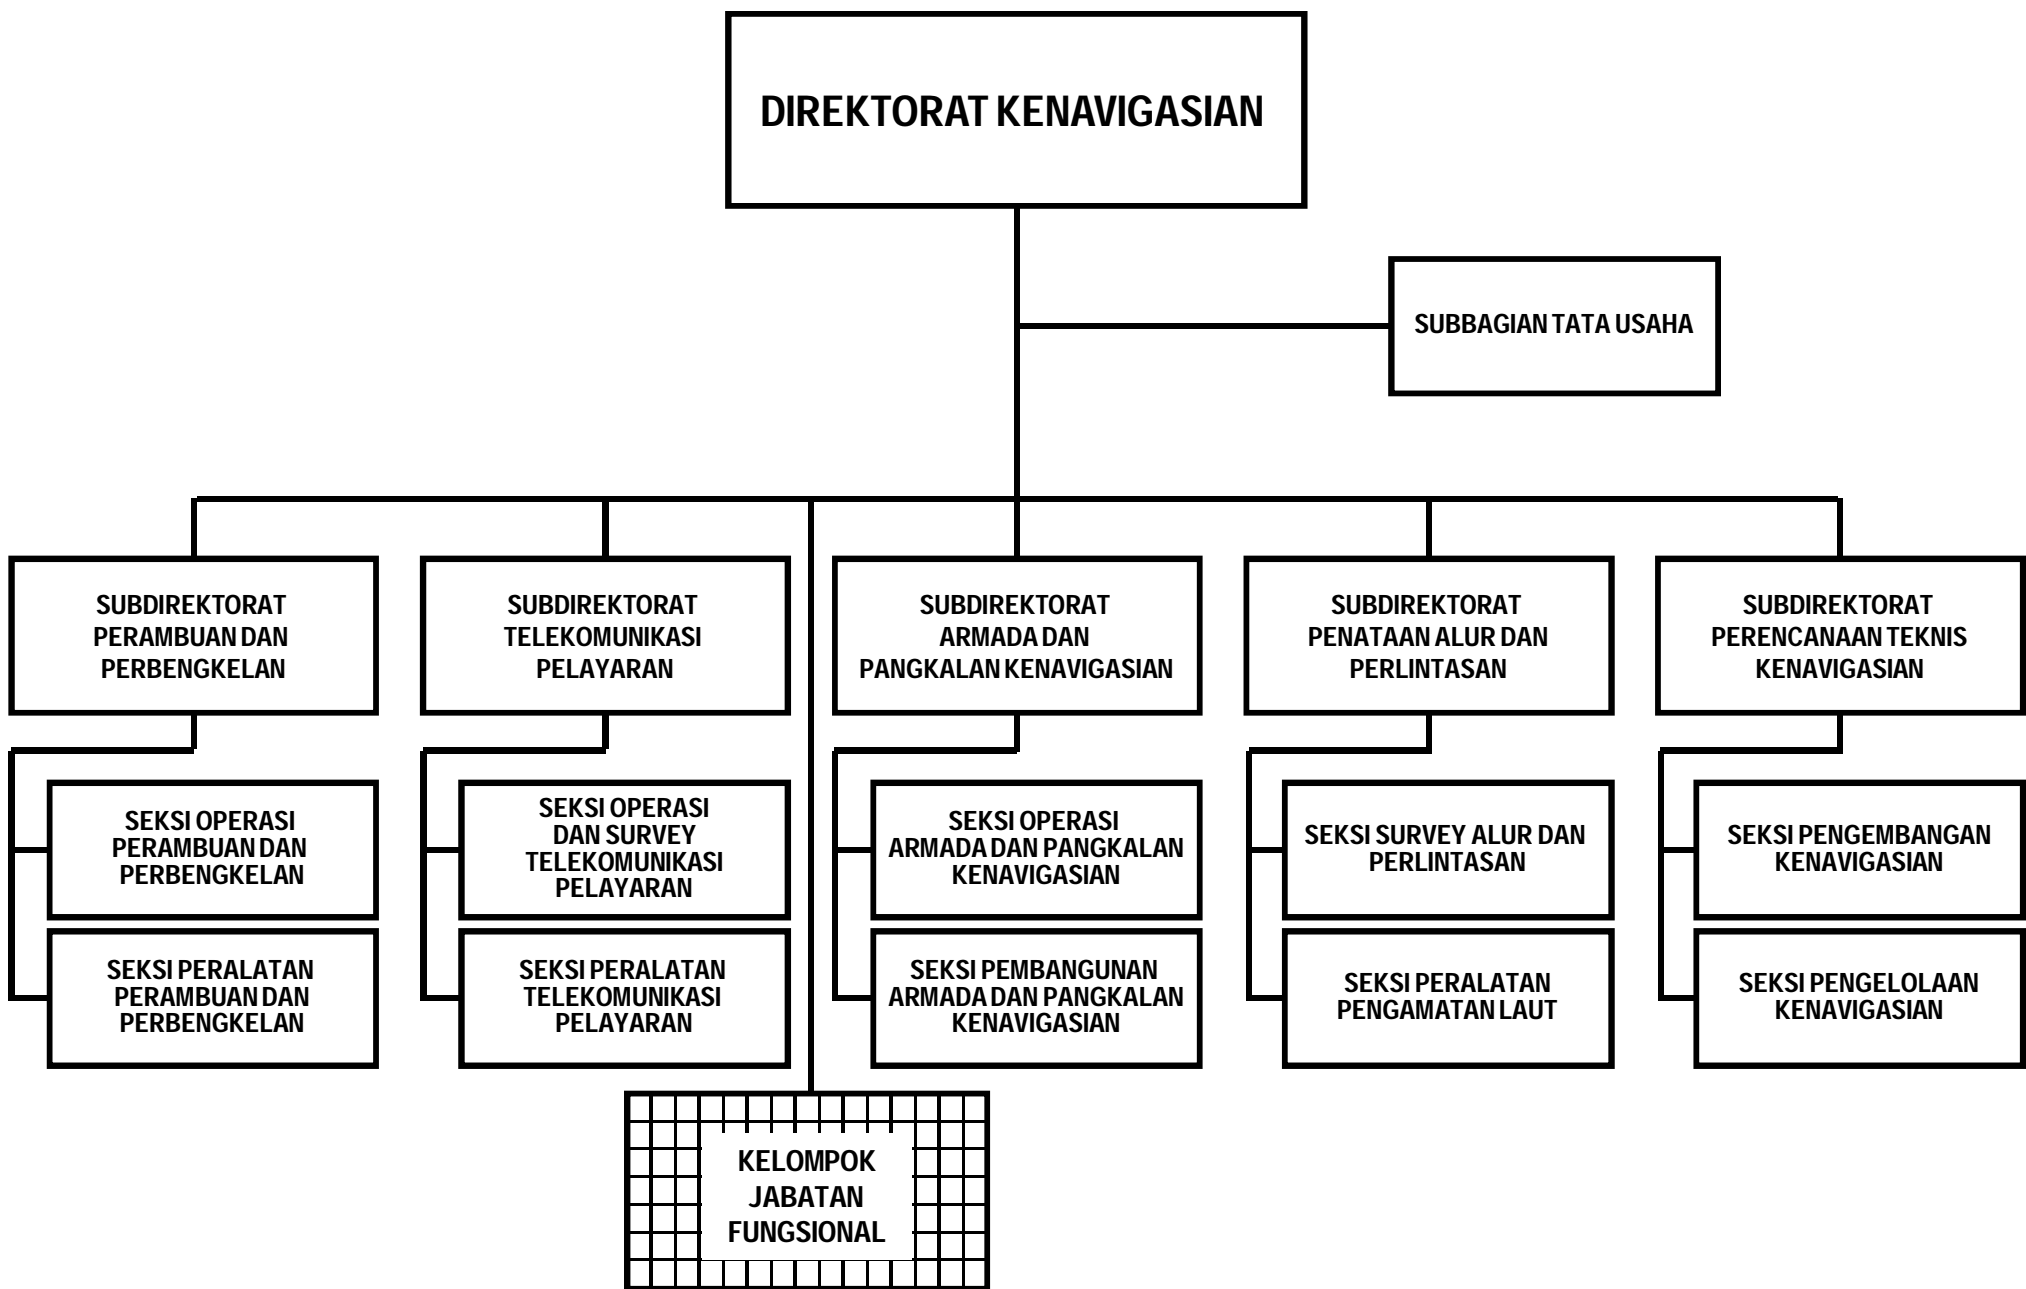 DIREKTORAT KENAVIGASIAN
SUBBAGIAN TATA USAHA
SUBDIREKTORAT
PERAMBUAN DAN
PERBENGKELAN
SUBDIREKTORAT
TELEKOMUNIKASI
PELAYARAN
SUBDIREKTORAT
ARMADA DAN
PANGKALAN KENAVIGASIAN
SUBDIREKTORAT
PENATAAN ALUR DAN
PERLINTASAN
SUBDIREKTORAT
PERENCANAAN TEKNIS
KENAVIGASIAN
SEKSI OPERASI
PERAMBUAN DAN
PERBENGKELAN
SEKSI OPERASI
DAN SURVEY
TELEKOMUNIKASI
PELAYARAN
SEKSI OPERASI
ARMADA DAN PANGKALAN
KENAVIGASIAN
SEKSI SURVEY ALUR DAN
PERLINTASAN
SEKSI PENGEMBANGAN
KENAVIGASIAN
SEKSI PERALATAN
PERAMBUAN DAN
PERBENGKELAN
SEKSI PERALATAN
TELEKOMUNIKASI
PELAYARAN
SEKSI PEMBANGUNAN
ARMADA DAN PANGKALAN
KENAVIGASIAN
SEKSI PERALATAN
PENGAMATAN LAUT
SEKSI PENGELOLAAN
KENAVIGASIAN
KELOMPOK
JABATAN
FUNGSIONAL